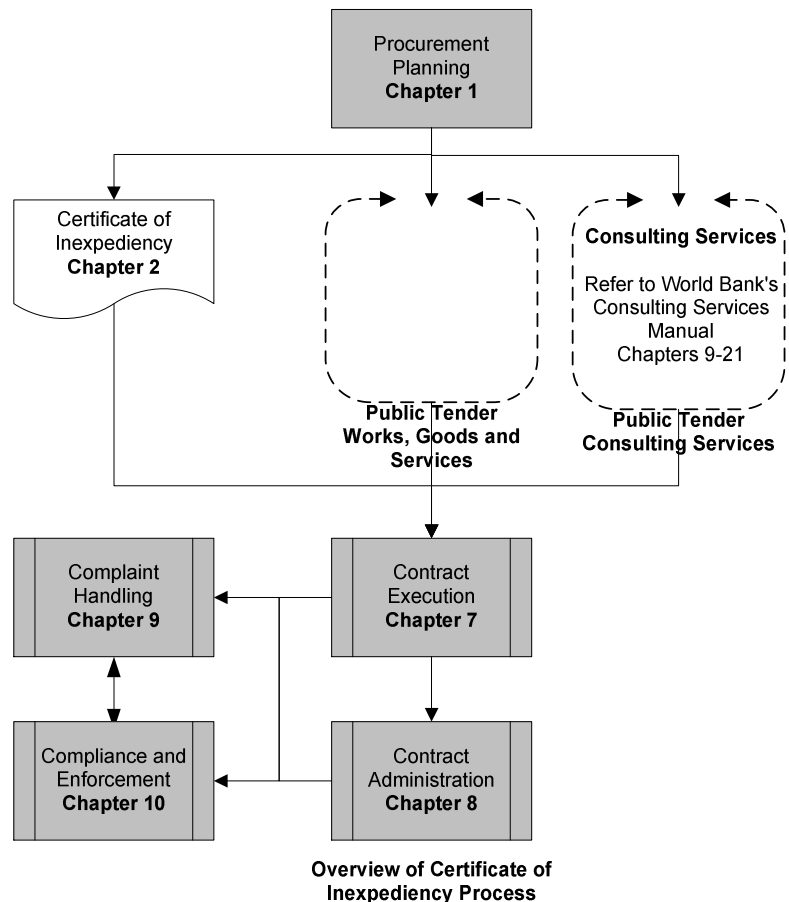 Procurement
Planning
Chapter 1
Certificate of
Inexpediency
Chapter 2
Consulting Services
Refer to World Bank's
Consulting Services
Manual
Chapters 9-21
Public Tender
Works, Goods and
Services
Public Tender
Consulting Services
Complaint
Handling
Chapter 9
Contract
Execution
Chapter 7
Compliance and
Enforcement
Chapter 10
Contract
Administration
Chapter 8
Overview of Certificate of
Inexpediency Process